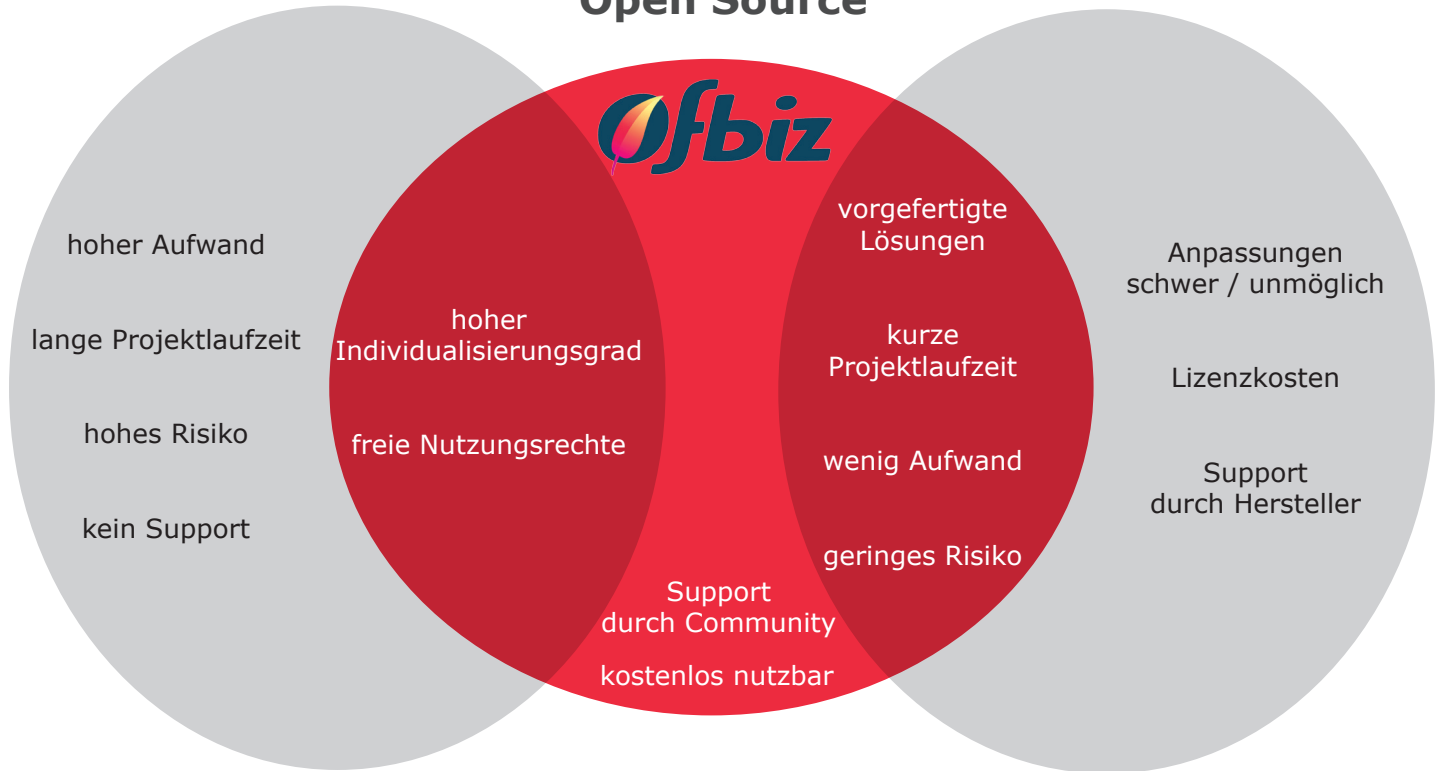 Open Source
Ofbiz
hoher Aufwand
lange Projektlaufzeit
hohes Risiko
kein Support
hoher
Individualisierungsgrad
freie Nutzungsrechte
Support
durch Community
kostenlos nutzbar
vorgefertigte
Lösungen
kurze
Projektlaufzeit
wenig Aufwand
geringes Risiko
Anpassungen
schwer / unmöglich
Lizenzkosten
Support
durch Hersteller